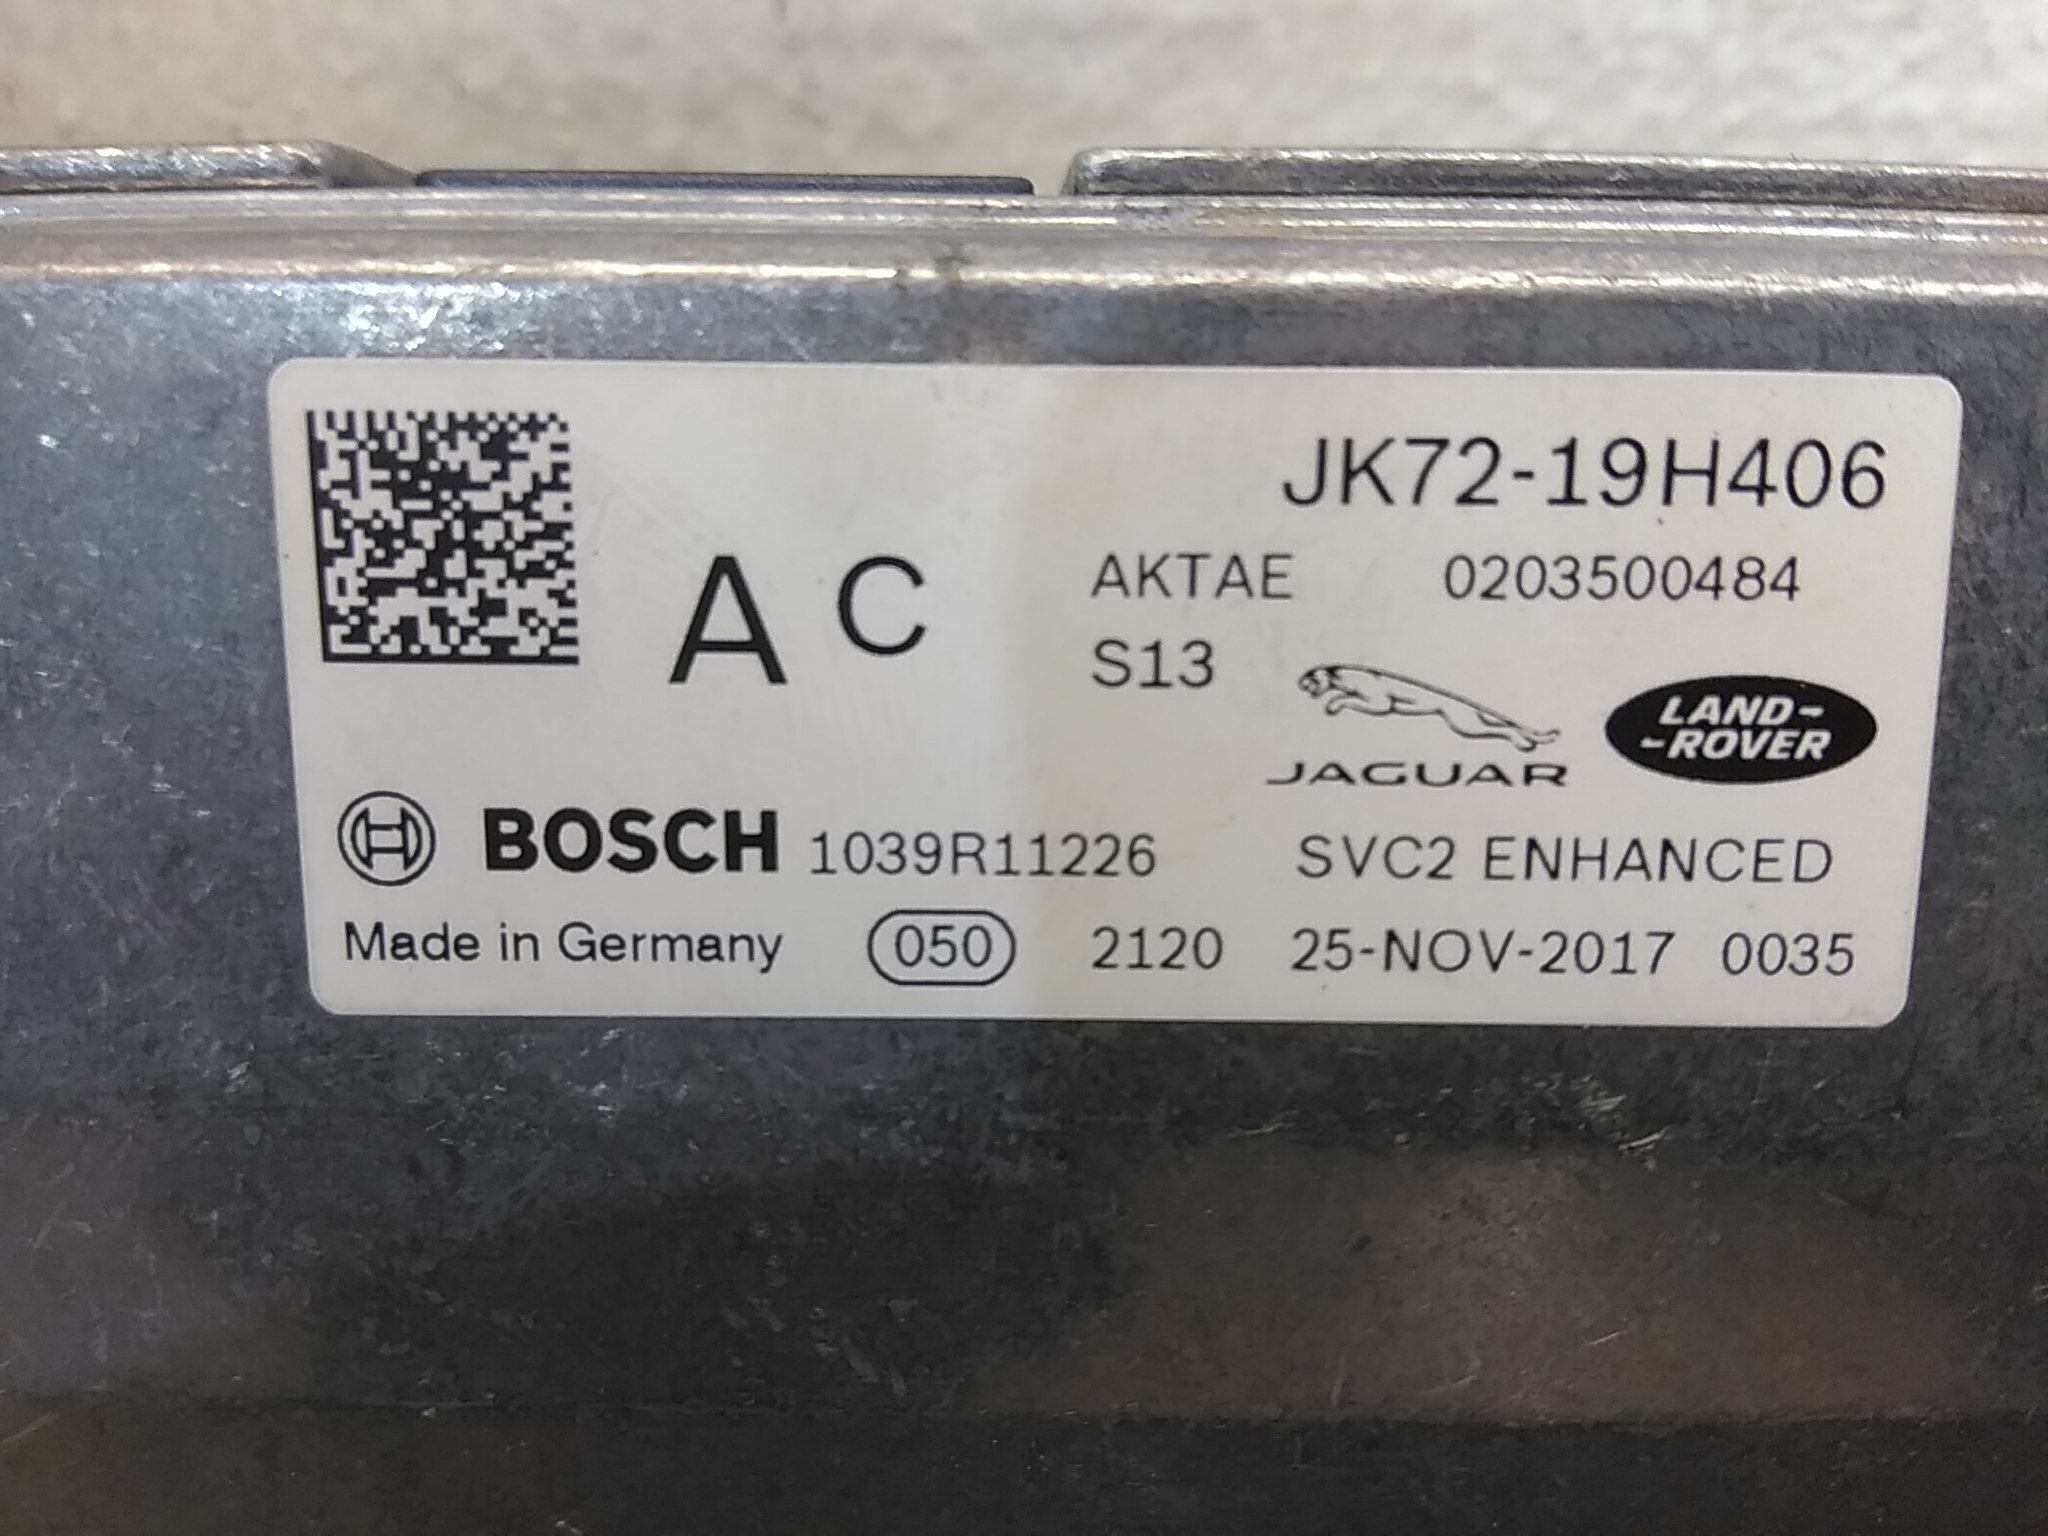 JK72-19H406
A C
AKTAE 0203500484
S13
JAGUAR
LAND-
-ROVER
BOSCH 1039R11226 SVC2 ENHANCED
Made in Germany 050 2120 25-NOV-2017 0035